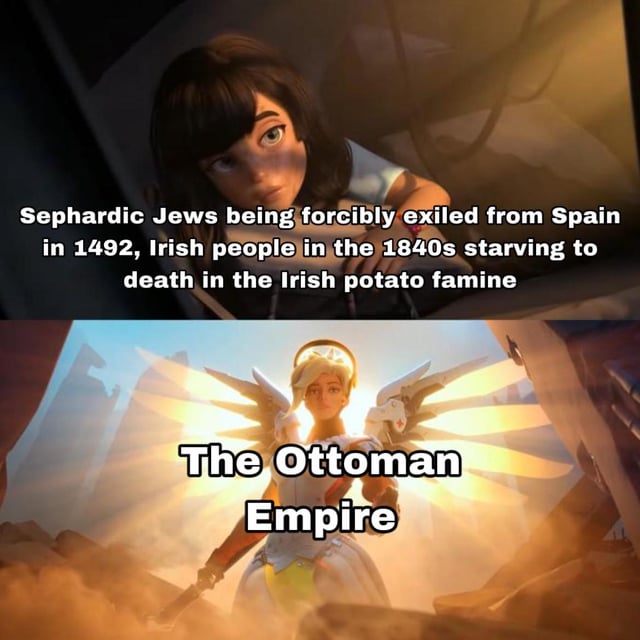 Sephardic Jews being forcibly exiled from Spain
in 1492, Irish people in the 1840s starving to
death in the Irish potato famine
The Ottoman
Empire